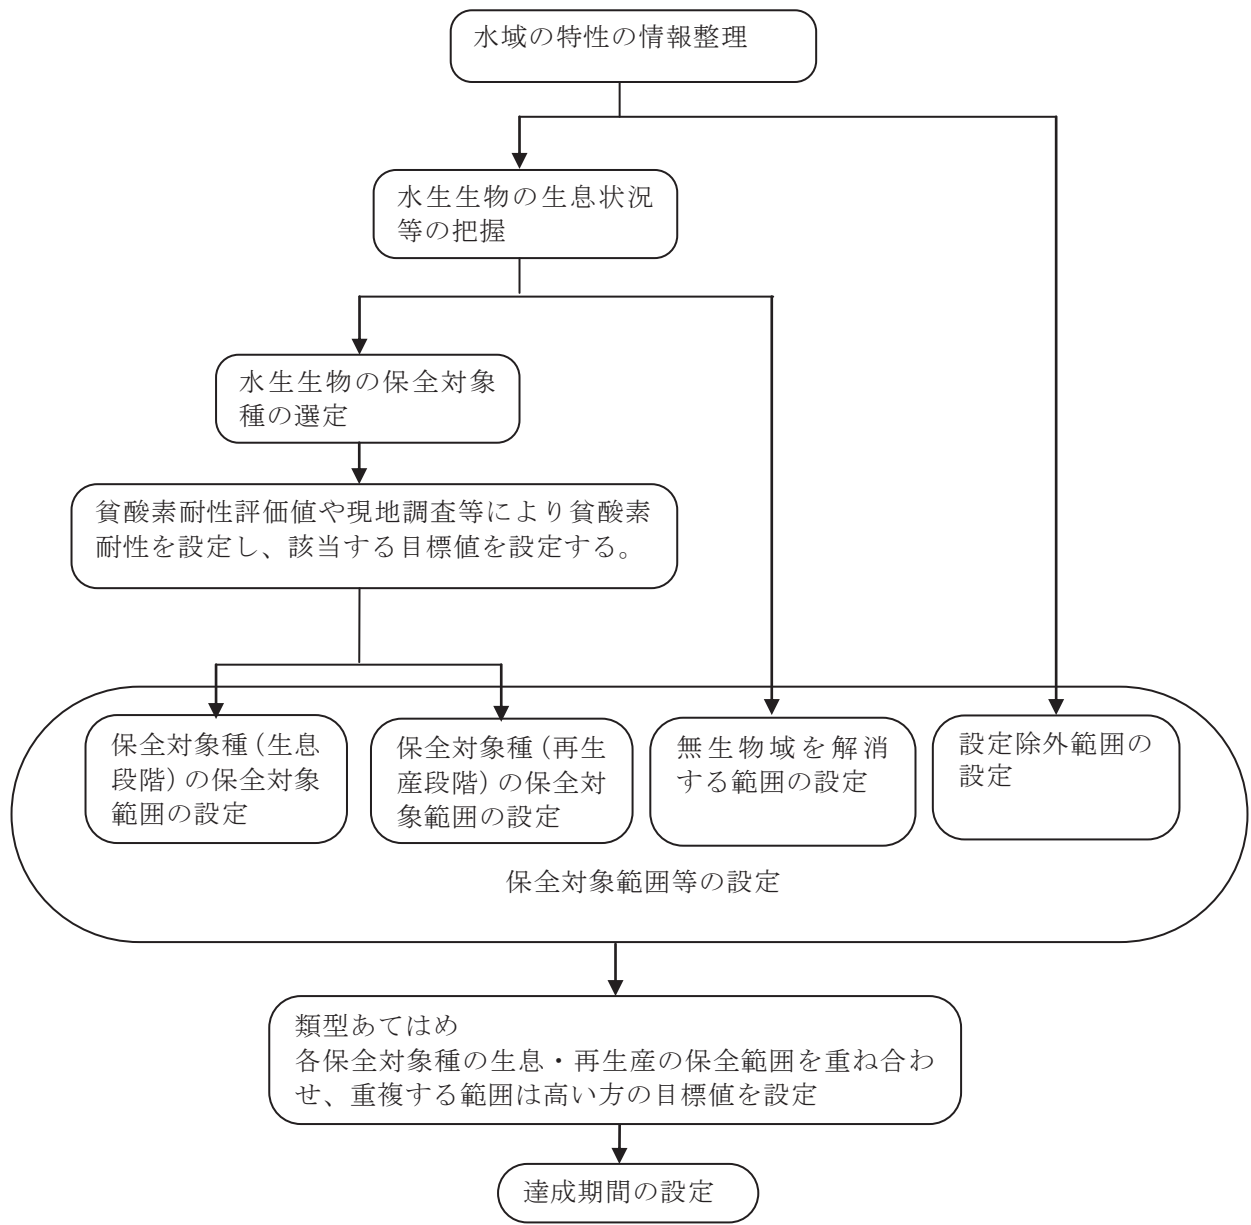 水域の特性の情報整理
水生生物の生息状況
等の把握
水生生物の保全対象
種の選定
貧酸素耐性評価値や現地調査等により貧酸素
耐性を設定し、該当する目標値を設定する。
保全対象種（生息
段階）の保全対象
範囲の設定
保全対象種（再生
産段階）の保全対
象範囲の設定
無生物域を解消
する範囲の設定
設定除外範囲の
設定
保全対象範囲等の設定
類型あてはめ
各保全対象種の生息・再生産の保全範囲を重ね合わ
せ、重複する範囲は高い方の目標値を設定
達成期間の設定